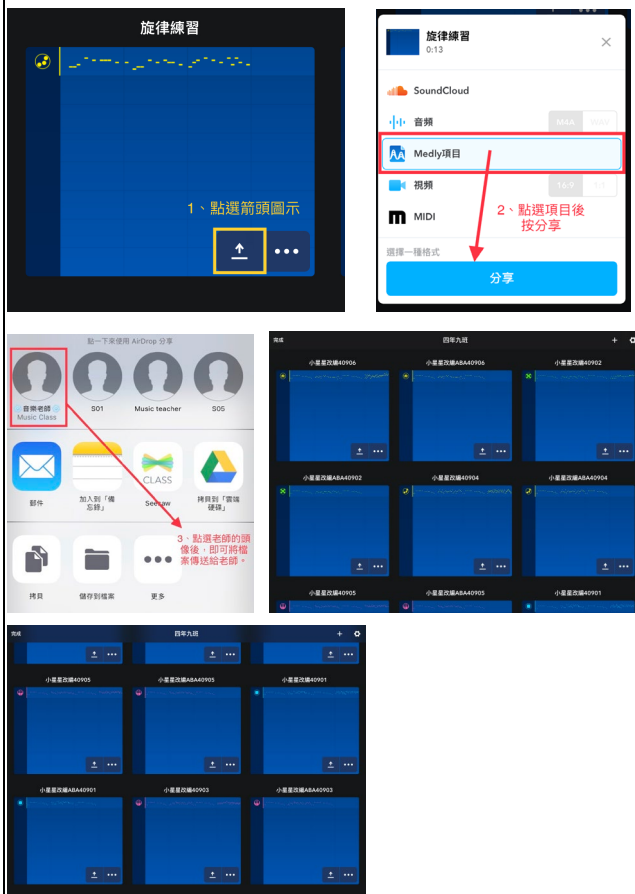 旋律練習
1、點選箭頭圖示
旋律練習
0:13
SoundCloud
音頻
M4A WAV
Medly項目
視頻
16:9 1:1
MIDI
2、點選項目後
按分享
選擇一種格式
分享
點一下來使用 AirDrop 分享
音樂老師
Music Class
S01
Music teacher
S05
CLASS
郵件
加入到「備
忘錄」
Seesaw
拷貝到「雲端
硬碟」
3、點選老師的頭
像後，即可將檔
案傳送給老師。
拷貝
儲存到檔案
更多
完成
四年九班
小星星改編40906
小星星改編ABA40906
小星星改編40902
小星星改編ABA40902
小星星改編40904
小星星改編ABA40904
小星星改編40905
小星星改編ABA40905
小星星改編40901
完成
四年九班
小星星改編40905
小星星改編ABA40905
小星星改編40901
小星星改編ABA40901
小星星改編40903
小星星改編ABA40903